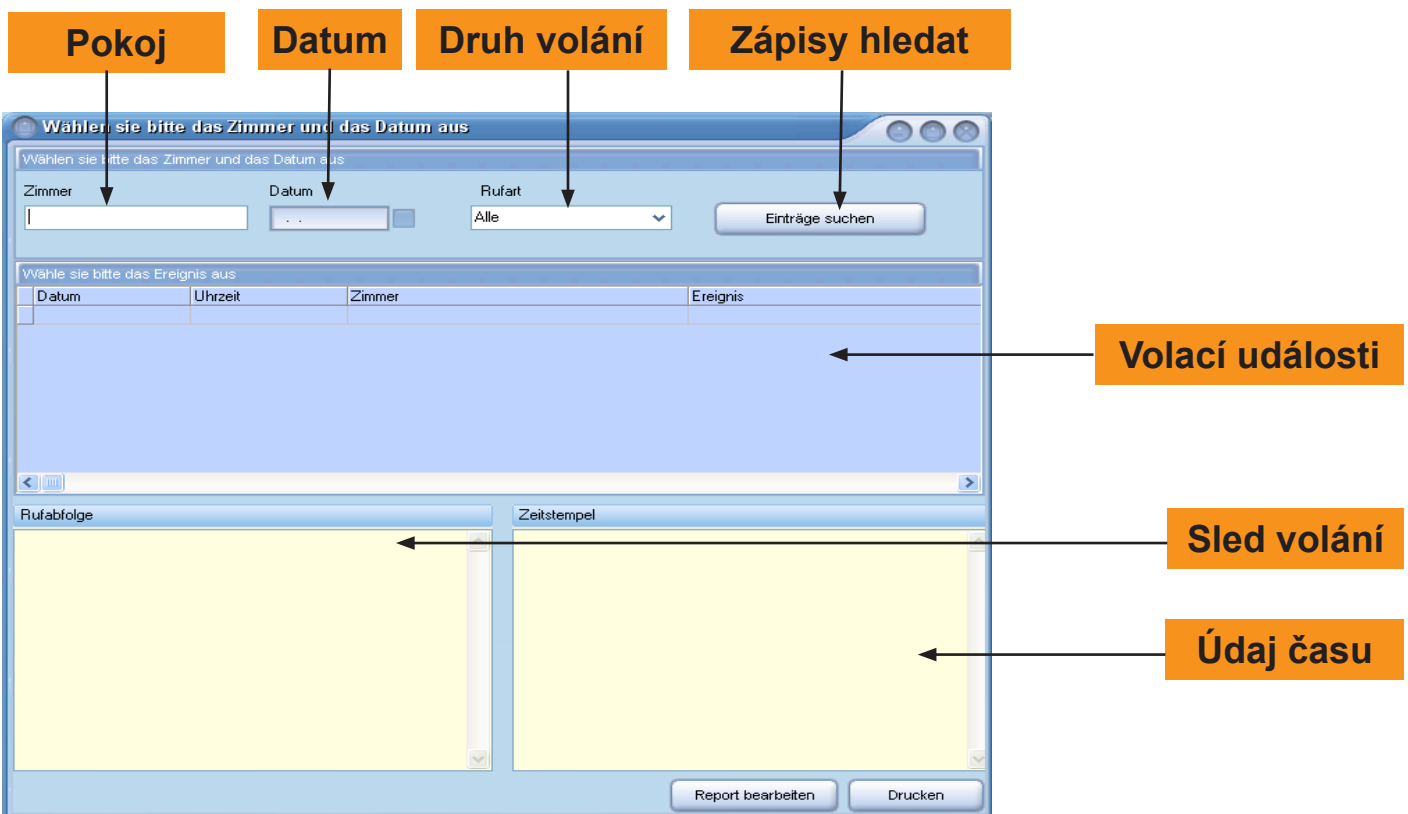 Pokoj
Datum
Druh volání
Zápisy hledat
Wählen sie bitte das Zimmer und das Datum aus
Wählen sie bitte das Zimmer und das Datum aus
Zimmer
Datum
Rufart
. .
Alle
Einträge suchen
Wähle sie bitte das Ereignis aus
Datum
Uhrzeit
Zimmer
Ereignis
Volací události
Rufabfolge
Zeitstempel
Sled volání
Údaj času
Report bearbeiten
Drucken